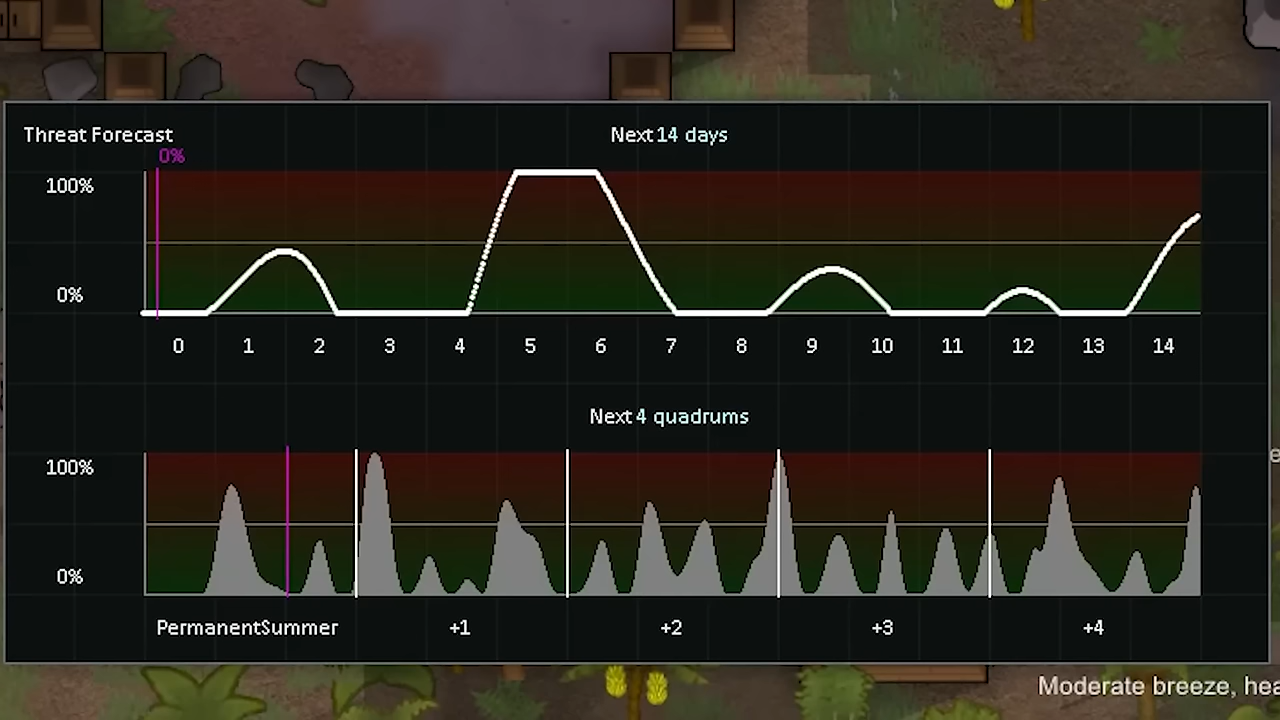 Threat Forecast
Next 14 days
0%
100%
0%
0 1 2 3 4 5 6 7 8 9 10 11 12 13 14
Next 4 quadrums
100%
0%
PermanentSummer +1 +2 +3 +4
Moderate breeze,